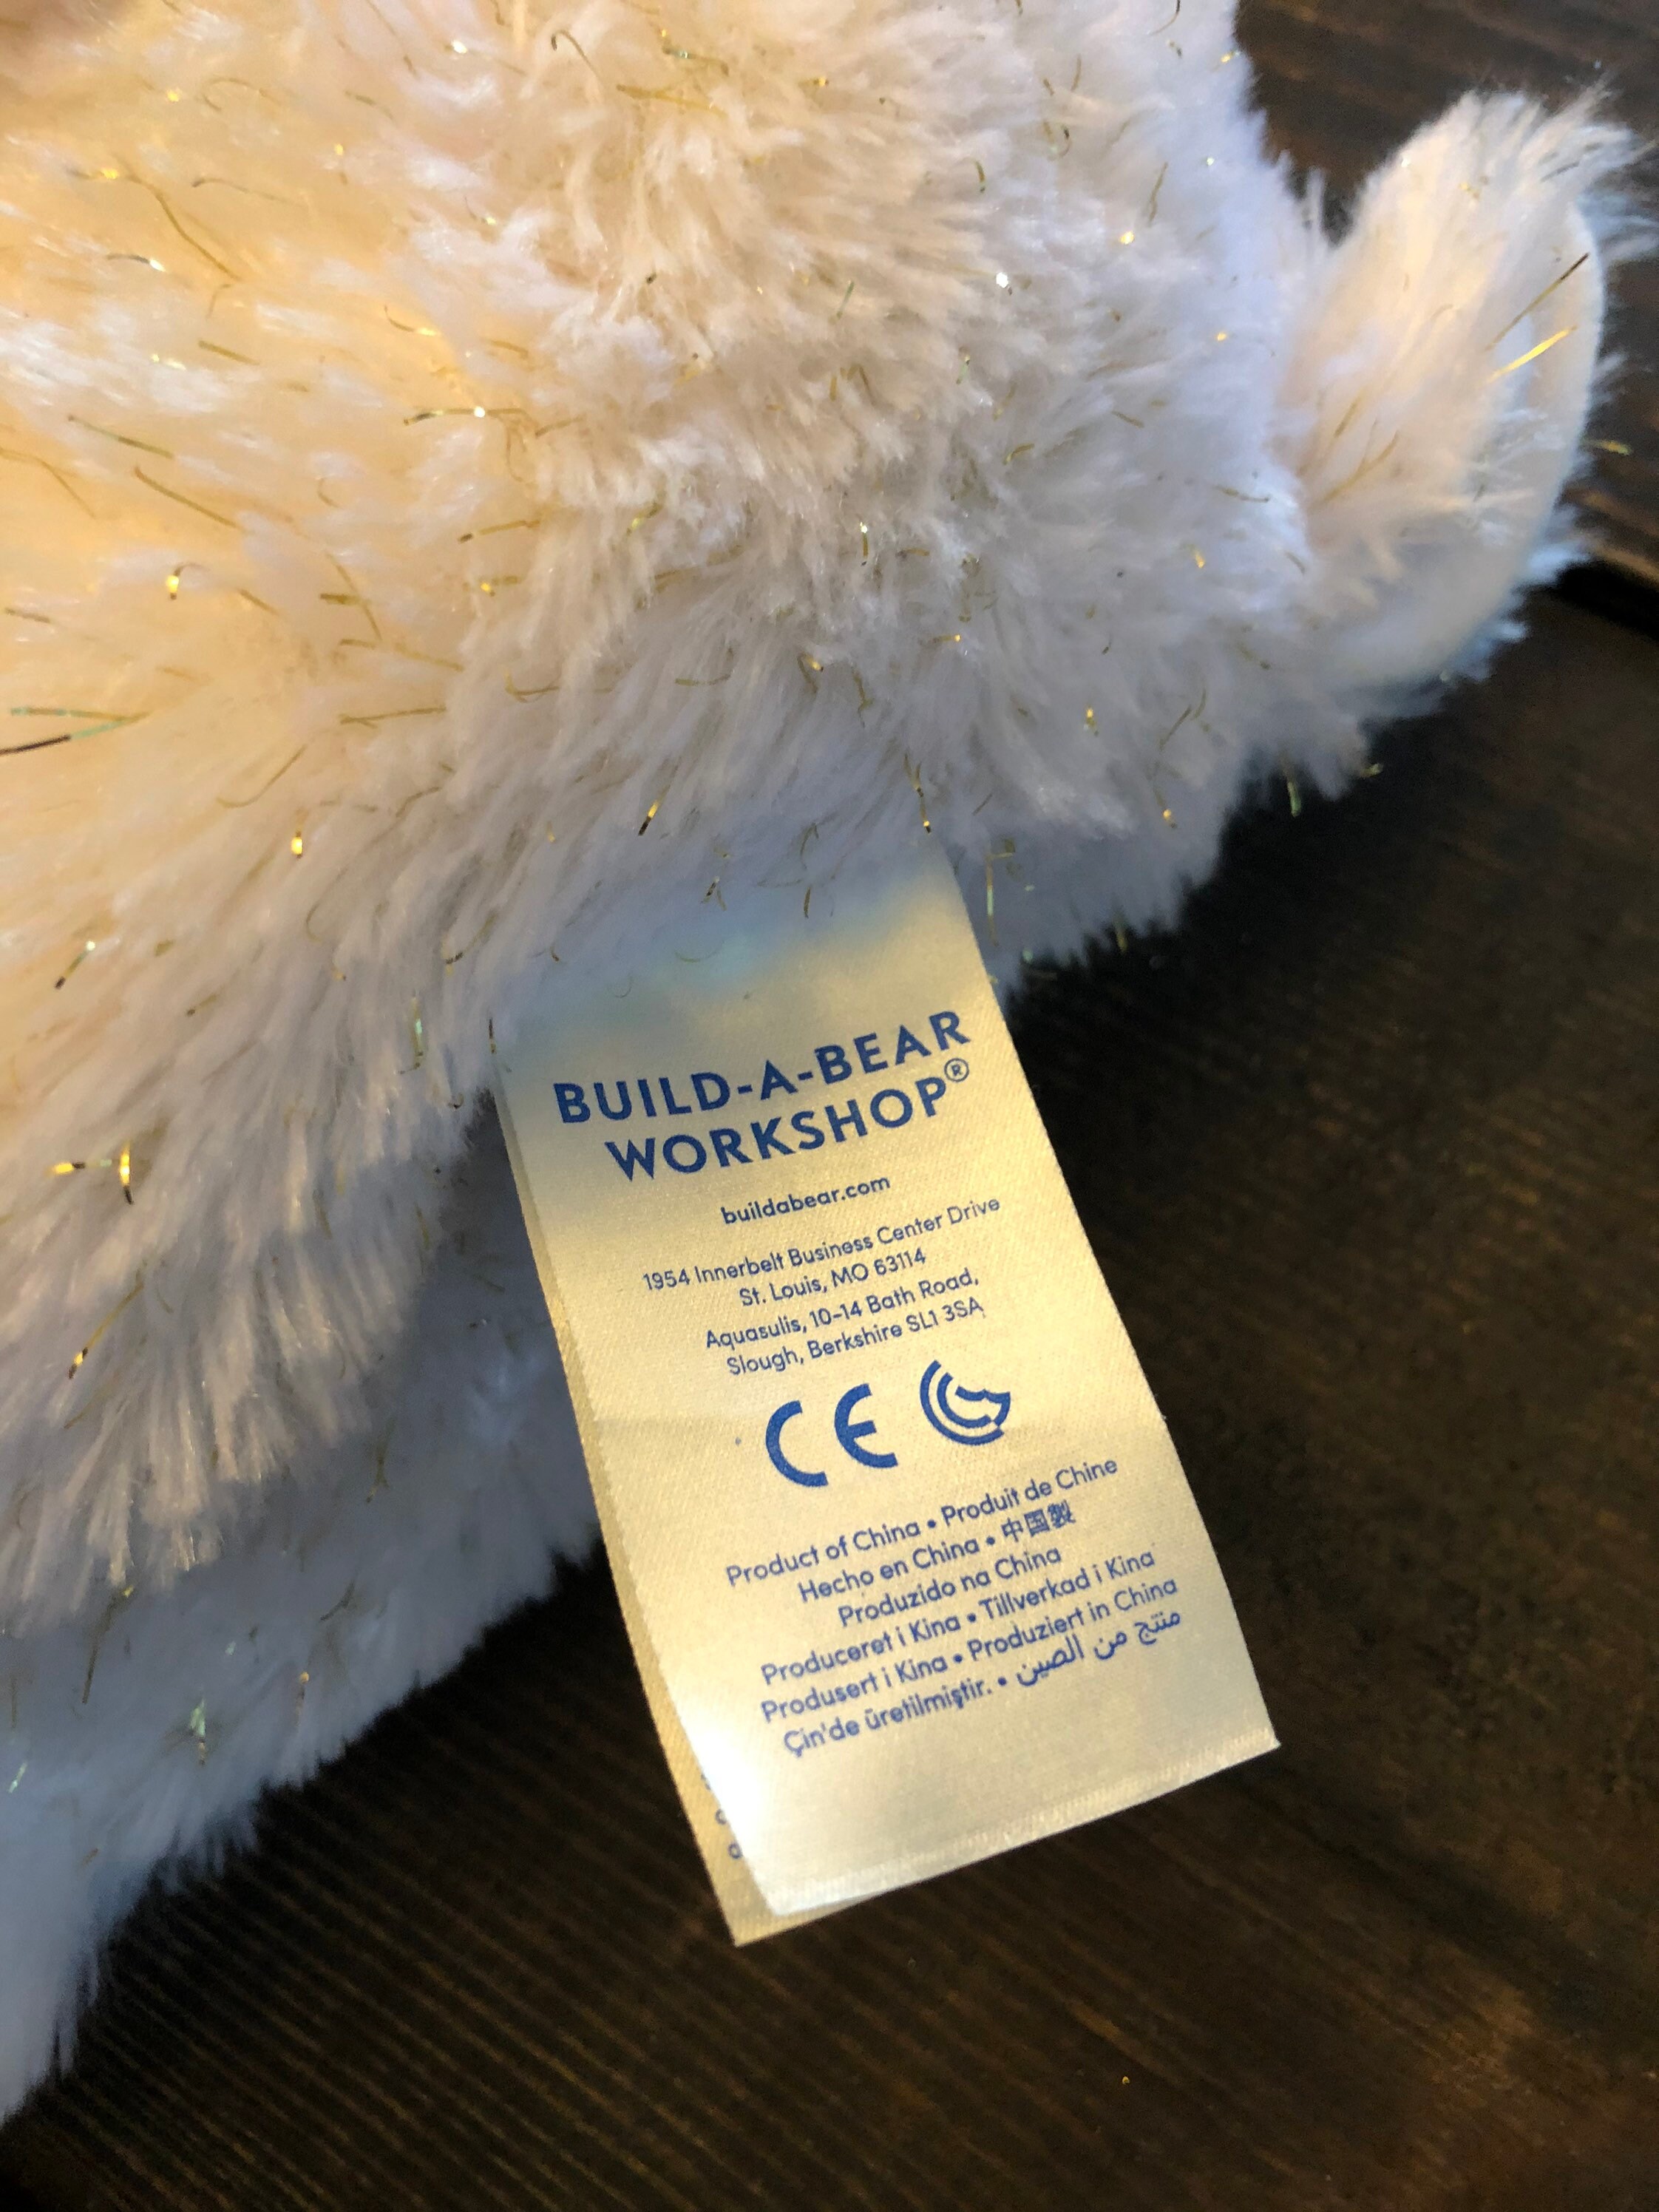 BUILD-A-BEAR
WORKSHOP®
buildabear.com
1954 Innerbelt Business Center Drive
St. Louis, MO 63114
Aquasulis, 10-14 Bath Road,
Slough, Berkshire SL1 3SA
CE
Product of China • Produit de Chine
Hecho en China • 中国製
Produzido na China
Produceret i Kina • Tillverkad i Kina
Produsert i Kina • Produziert in China
Çin'de üretilmiştir. • منتج من الصين